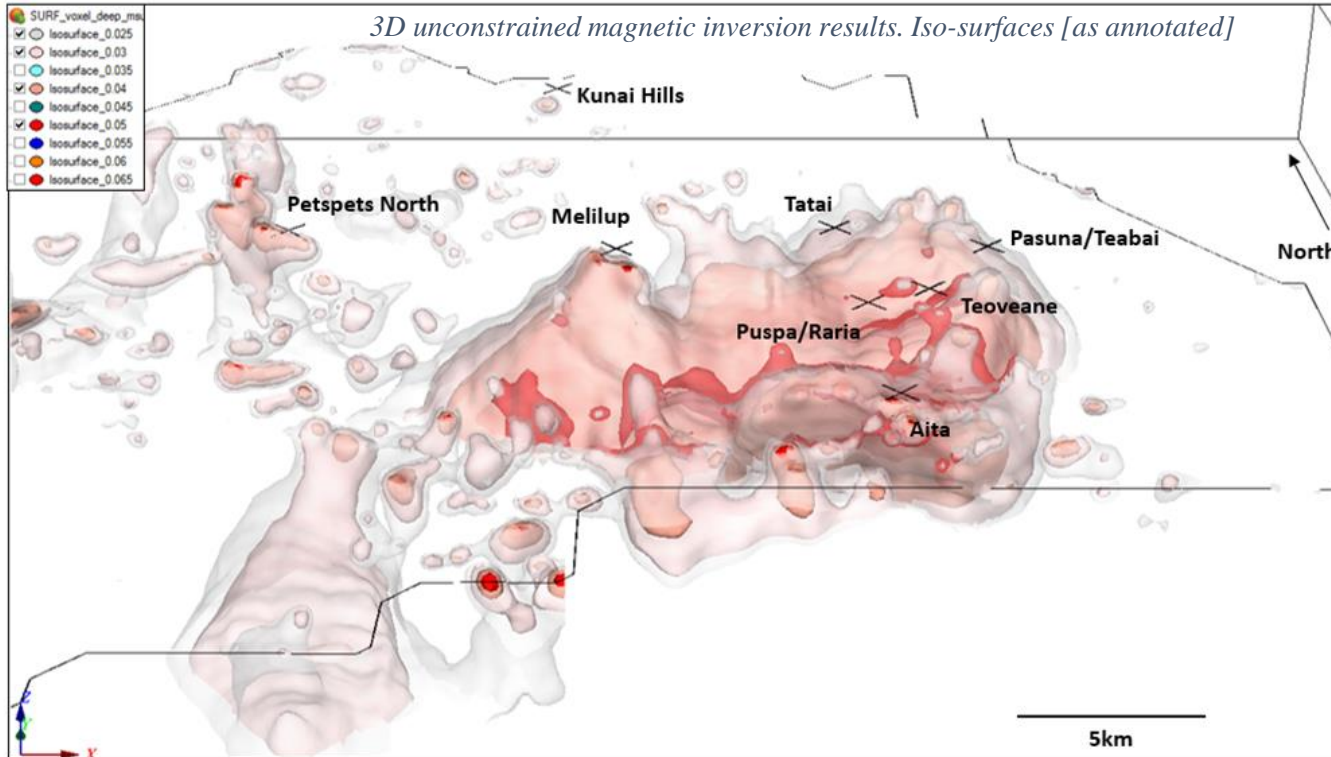 SURF_voxel_deep_msu
Isosurface_0.025
Isosurface_0.03
Isosurface_0.035
Isosurface_0.04
Isosurface_0.045
Isosurface_0.05
Isosurface_0.055
Isosurface_0.06
Isosurface_0.065
3D unconstrained magnetic inversion results. Iso-surfaces [as annotated]
Kunai Hills
Petspets North
Melilup
Tatai
Pasuna/Teabai
North
Teoveane
Puspa/Raria
Aita
Z
Y
X
5km